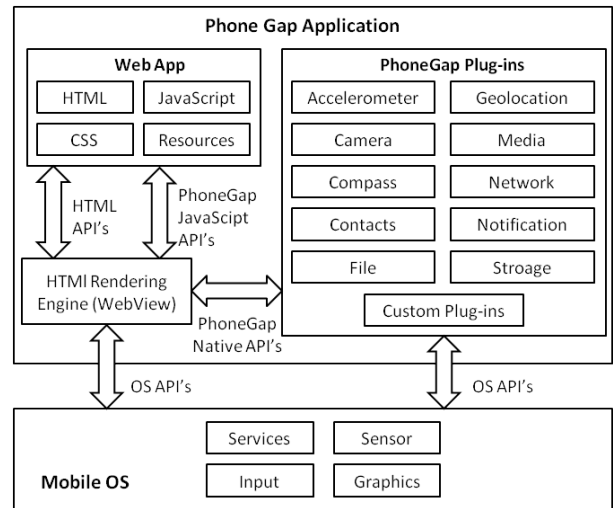 Phone Gap Application
Web App
HTML
JavaScript
CSS
Resources
PhoneGap Plug-ins
Accelerometer
Geolocation
Camera
Media
Compass
Network
Contacts
Notification
File
Stroage
Custom Plug-ins
HTML
API's
PhoneGap
JavaScipt
API's
HTMl Rendering
Engine (WebView)
PhoneGap
Native API's
OS API's
OS API's
Services
Sensor
Input
Graphics
Mobile OS